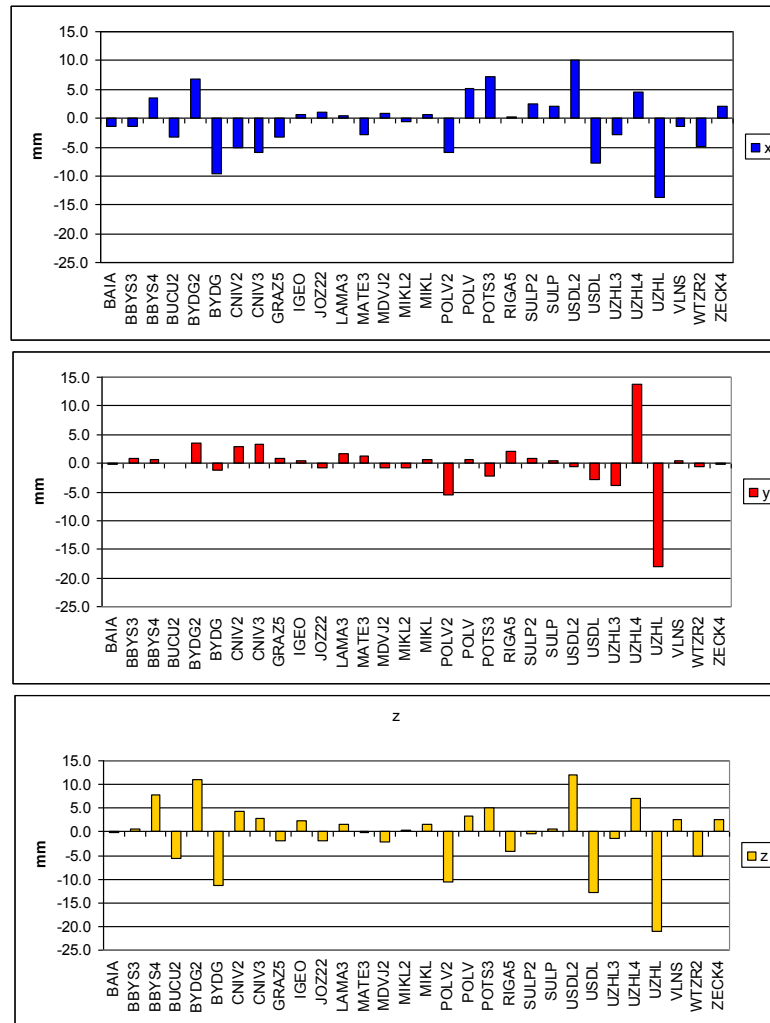 15.0
10.0
5.0
0.0
-5.0
-10.0
-15.0
-20.0
-25.0
mm
BAIA
BBYS3
BBYS4
BUCU2
BYDG2
BYDG
CNIV2
CNIV3
GRAZ5
IGEO
JOZ22
LAMA3
MATE3
MDVJ2
MIKL2
MIKL
POLV2
POLV
POTS3
RIGA5
SULP2
SULP
USDL2
USDL
UZHL3
UZHL4
UZHL
VLNS
WTZR2
ZECK4
x
15.0
10.0
5.0
0.0
-5.0
-10.0
-15.0
-20.0
-25.0
mm
BAIA
BBYS3
BBYS4
BUCU2
BYDG2
BYDG
CNIV2
CNIV3
GRAZ5
IGEO
JOZ22
LAMA3
MATE3
MDVJ2
MIKL2
MIKL
POLV2
POLV
POTS3
RIGA5
SULP2
SULP
USDL2
USDL
UZHL3
UZHL4
UZHL
VLNS
WTZR2
ZECK4
y
z
15.0
10.0
5.0
0.0
-5.0
-10.0
-15.0
-20.0
-25.0
mm
BAIA
BBYS3
BBYS4
BUCU2
BYDG2
BYDG
CNIV2
CNIV3
GRAZ5
IGEO
JOZ22
LAMA3
MATE3
MDVJ2
MIKL2
MIKL
POLV2
POLV
POTS3
RIGA5
SULP2
SULP
USDL2
USDL
UZHL3
UZHL4
UZHL
VLNS
WTZR2
ZECK4
z